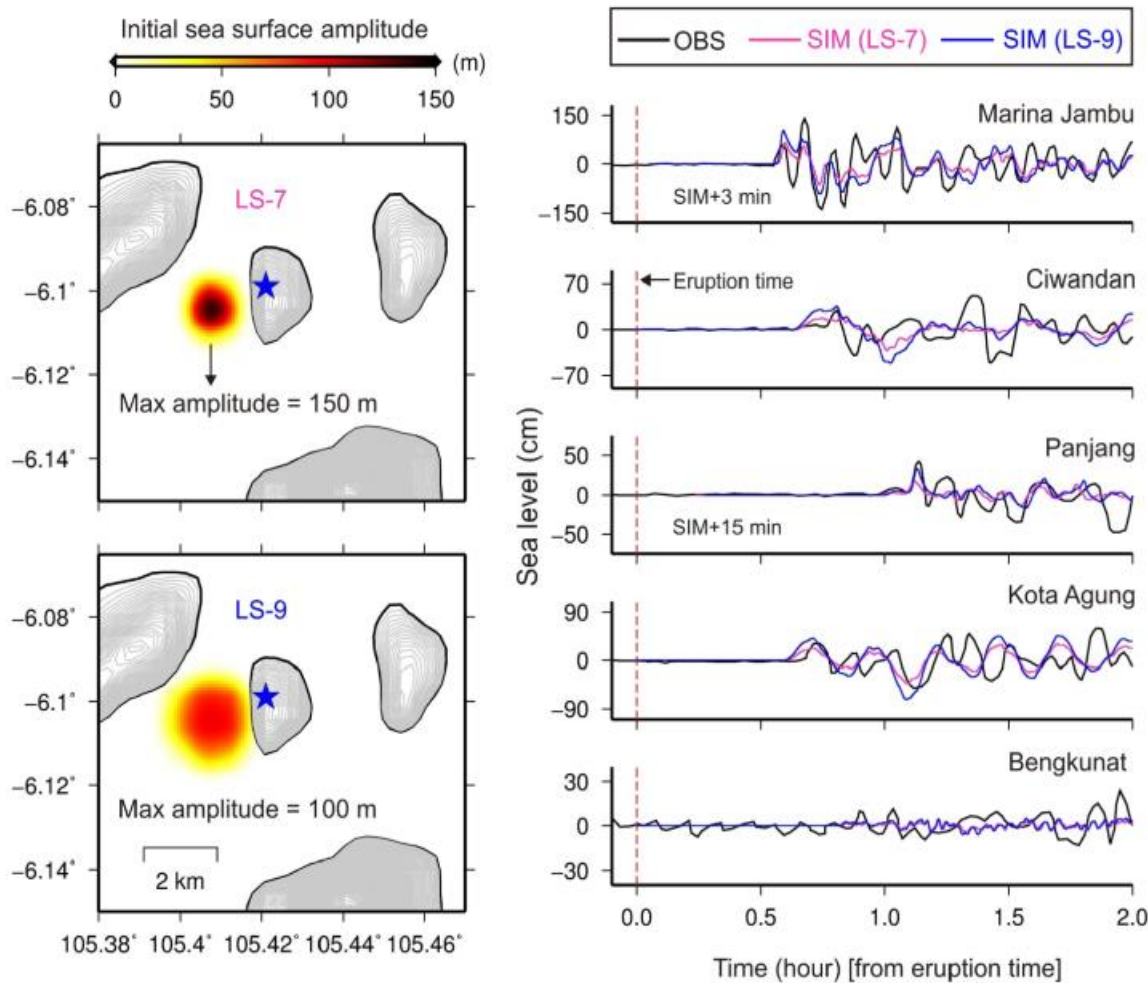 Initial sea surface amplitude
(m)
0 50 100 150
LS-7
Max amplitude = 150 m
−6.08˚
−6.1˚
−6.12˚
−6.14˚
LS-9
Max amplitude = 100 m
2 km
−6.08˚
−6.1˚
−6.12˚
−6.14˚
105.38˚ 105.4˚ 105.42˚ 105.44˚ 105.46˚
OBS SIM (LS-7) SIM (LS-9)
Sea level (cm)
Marina Jambu
150
0
−150
SIM+3 min
Ciwandan
70
0
−70
Eruption time
Panjang
50
0
−50
SIM+15 min
Kota Agung
90
0
−90
Bengkunat
30
0
−30
0.0 0.5 1.0 1.5 2.0
Time (hour) [from eruption time]